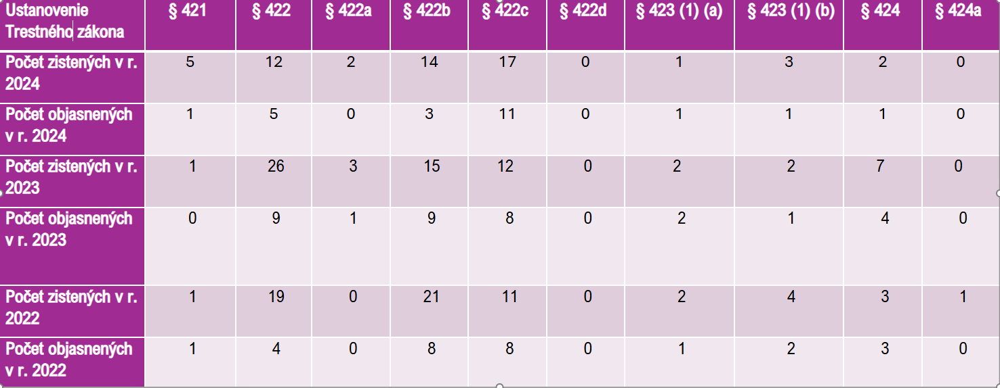 Ustanovenie § 421 § 422 § 422a § 422b § 422c § 422d § 423 (1) (a) § 423 (1) (b) § 424 § 424a
Trestného zákona
Počet zistených v r. 5 12 2 14 17 0 1 3 2 0
2024
Počet objasnených 1 5 0 3 11 0 1 1 1 0
v r. 2024
Počet zistených v r. 1 26 3 15 12 0 2 2 7 0
2023
Počet objasnených 0 9 1 9 8 0 2 1 4 0
v r. 2023
Počet zistených v r. 1 19 0 21 11 0 2 4 3 1
2022
Počet objasnených 1 4 0 8 8 0 1 2 3 0
v r. 2022